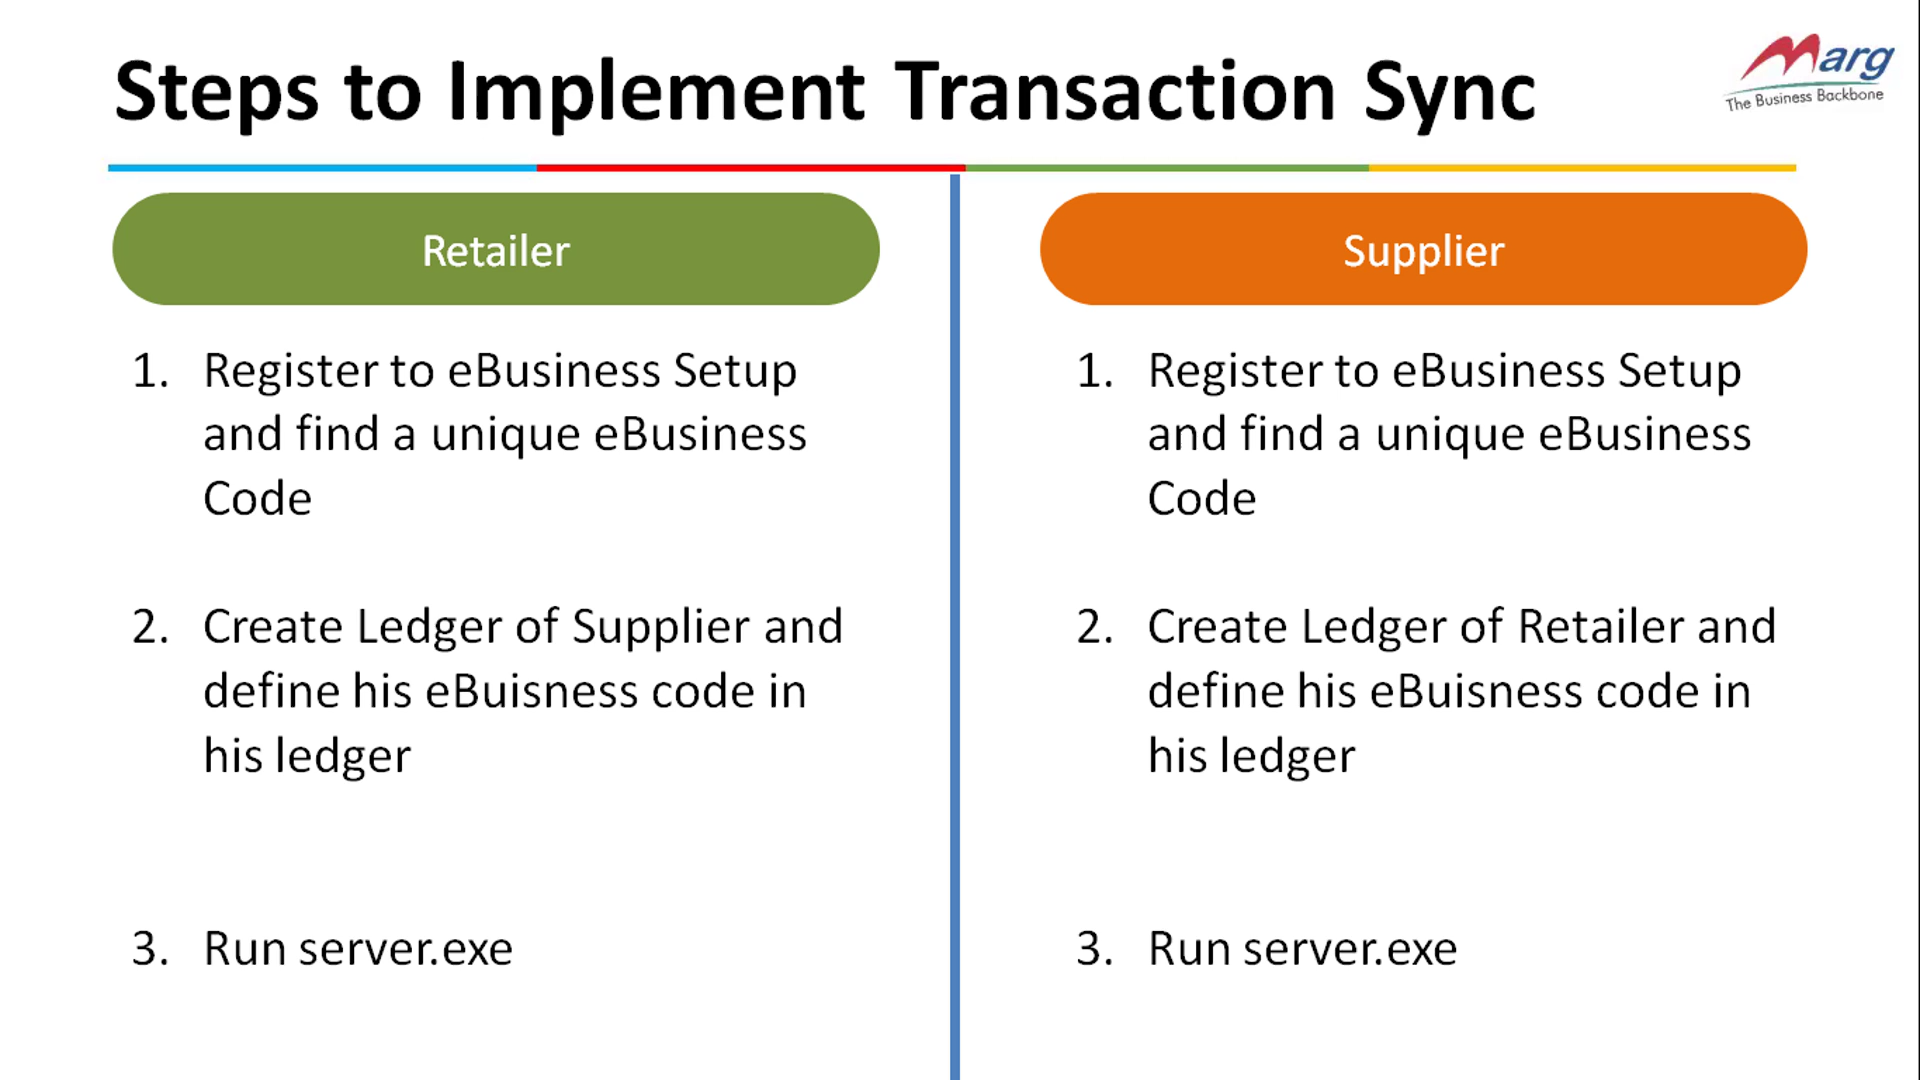 Steps to Implement Transaction Sync
Marg
The Business Backbone
Retailer
1. Register to eBusiness Setup
and find a unique eBusiness
Code
2. Create Ledger of Supplier and
define his eBuisness code in
his ledger
3. Run server.exe
Supplier
1. Register to eBusiness Setup
and find a unique eBusiness
Code
2. Create Ledger of Retailer and
define his eBuisness code in
his ledger
3. Run server.exe